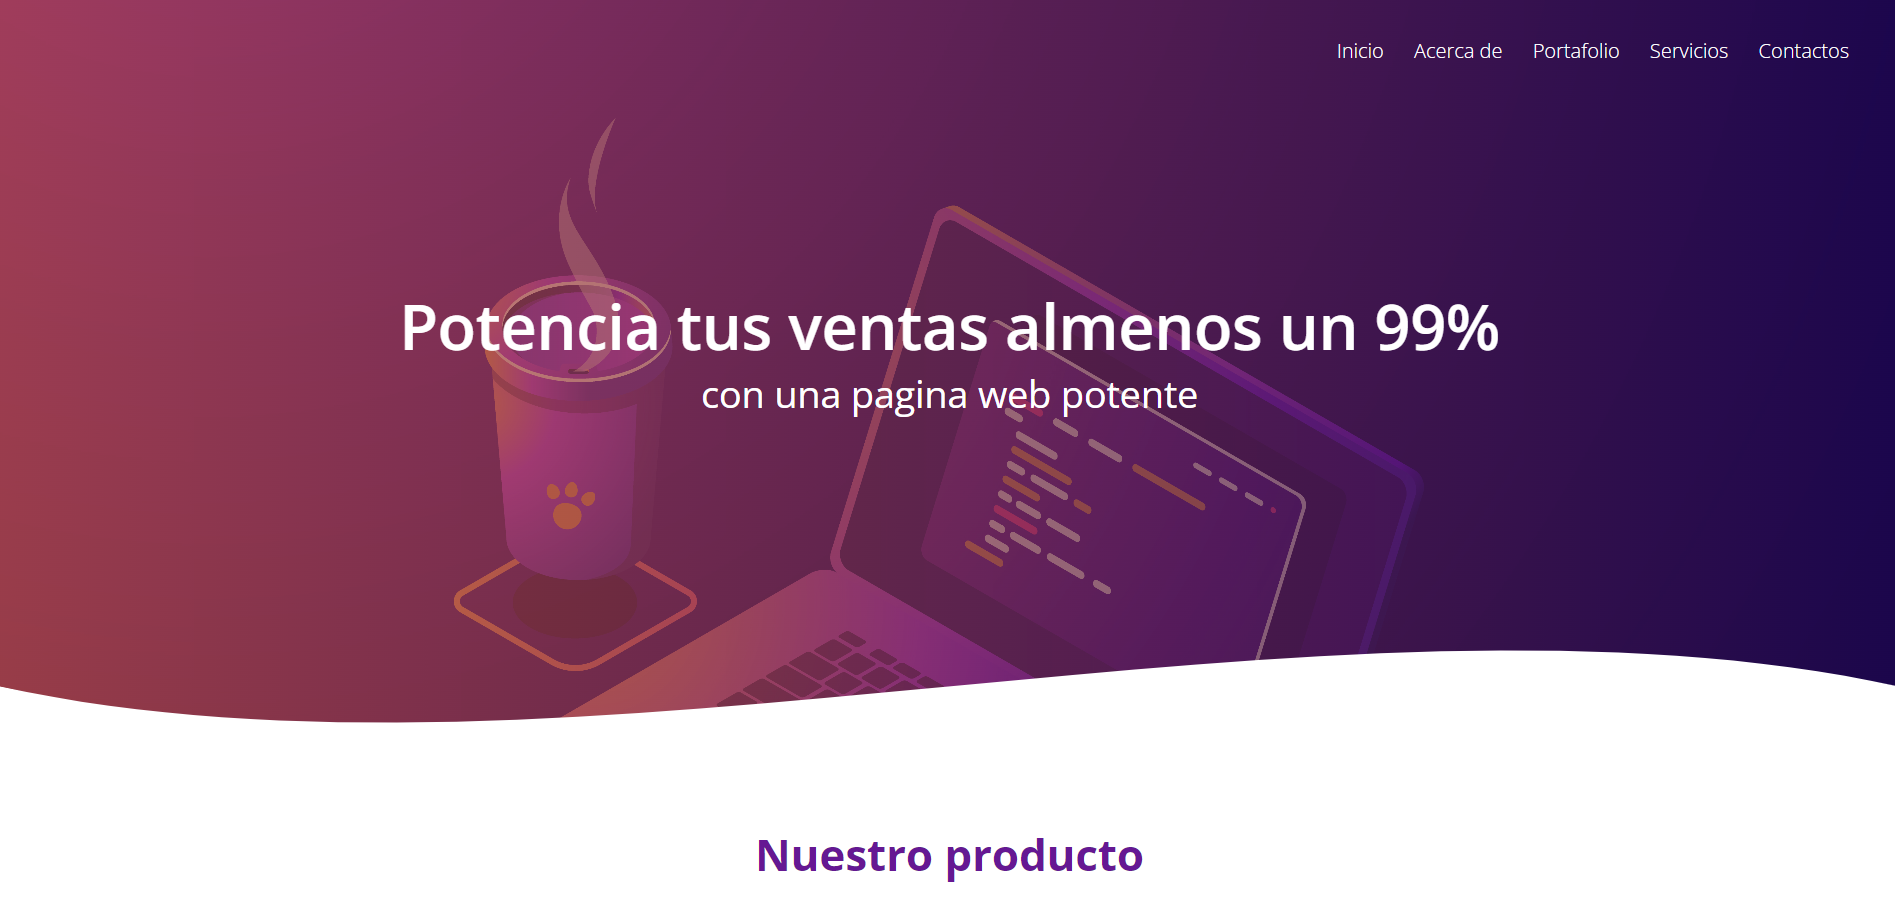 Inicio Acerca de Portafolio Servicios Contactos
Potencia tus ventas almenos un 99%
con una pagina web potente
Nuestro producto